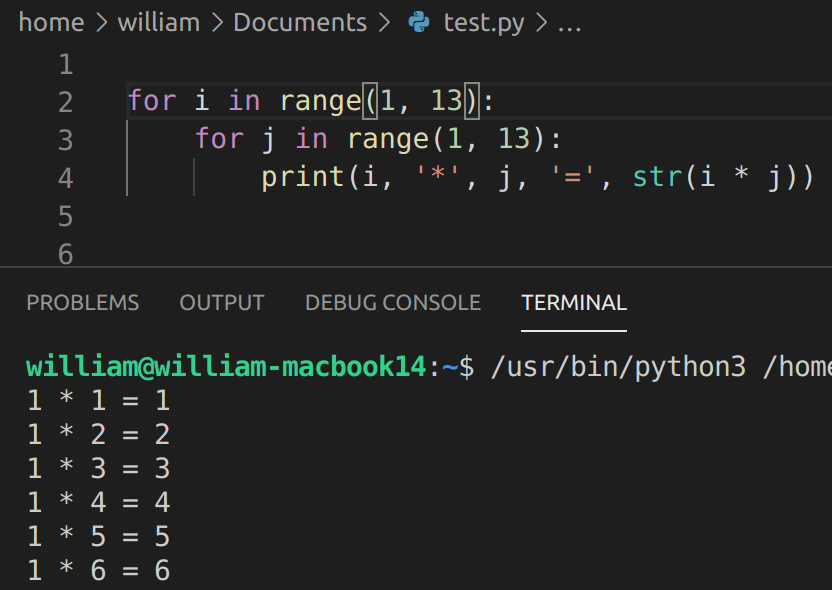 home > william > Documents > test.py > ...
1
2 for i in range(1, 13):
3     for j in range(1, 13):
4         print(i, '*', j, '=', str(i * j))
5
6
PROBLEMS OUTPUT DEBUG CONSOLE TERMINAL
william@william-macbook14:~$ /usr/bin/python3 /home
1 * 1 = 1
1 * 2 = 2
1 * 3 = 3
1 * 4 = 4
1 * 5 = 5
1 * 6 = 6